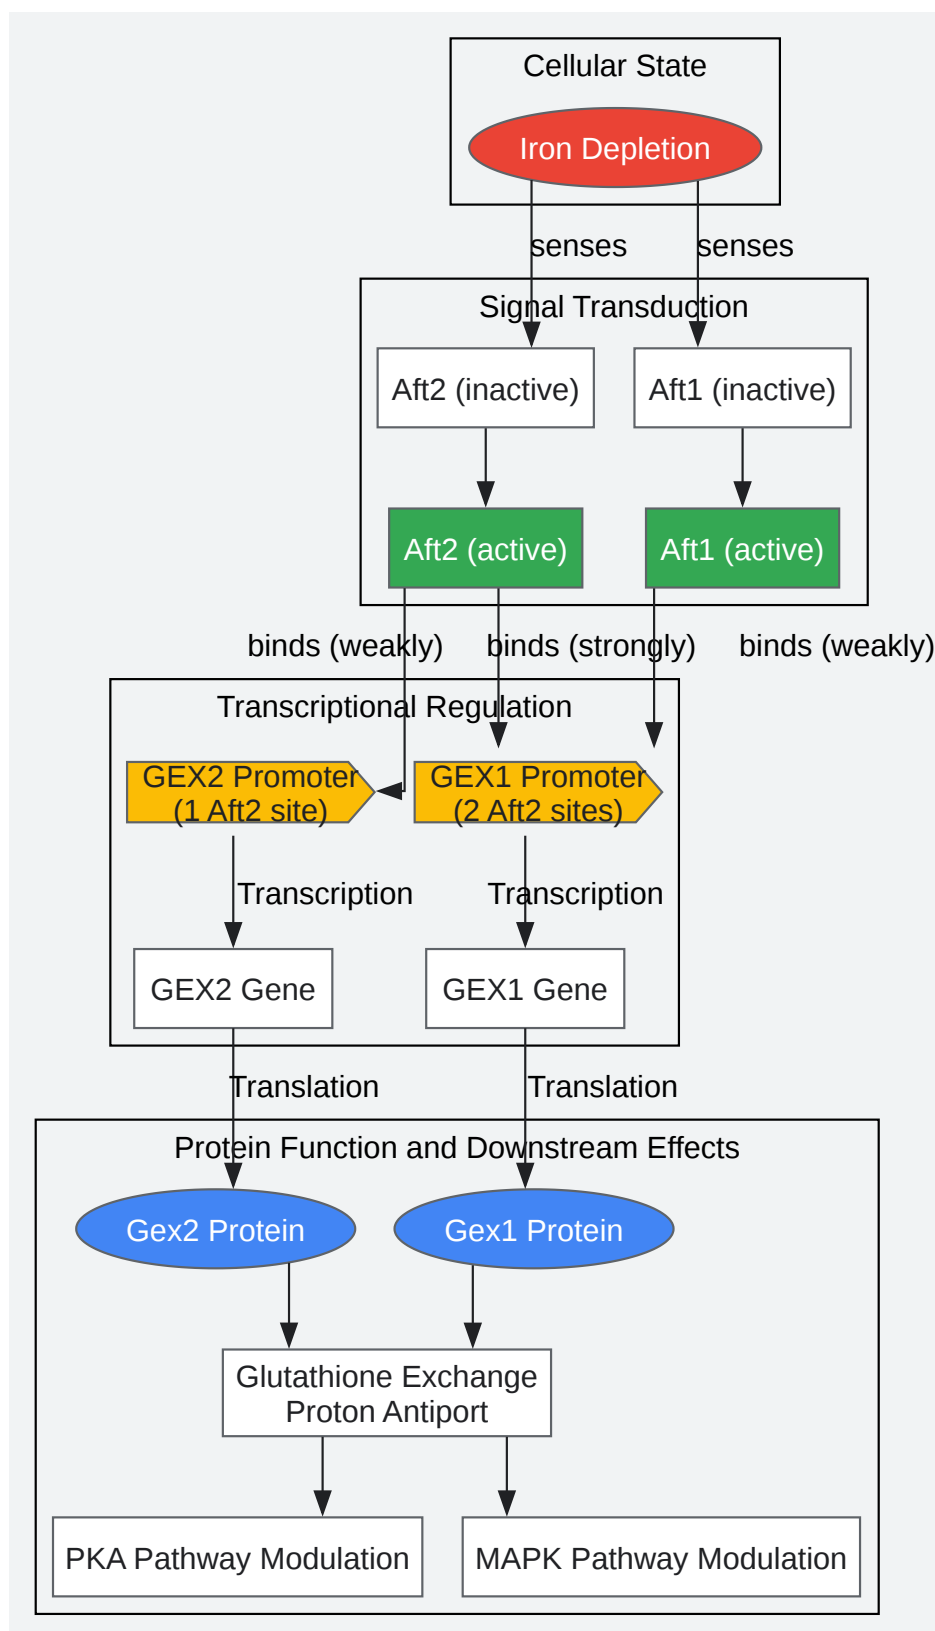 Cellular State
Iron Depletion
senses
senses
Signal Transduction
Aft2 (inactive)
Aft1 (inactive)
Aft2 (active)
Aft1 (active)
binds (weakly)
binds (strongly)
binds (weakly)
Transcriptional Regulation
GEX2 Promoter
(1 Aft2 site)
GEX1 Promoter
(2 Aft2 sites)
Transcription
Transcription
GEX2 Gene
GEX1 Gene
Translation
Translation
Protein Function and Downstream Effects
Gex2 Protein
Gex1 Protein
Glutathione Exchange
Proton Antiport
PKA Pathway Modulation
MAPK Pathway Modulation